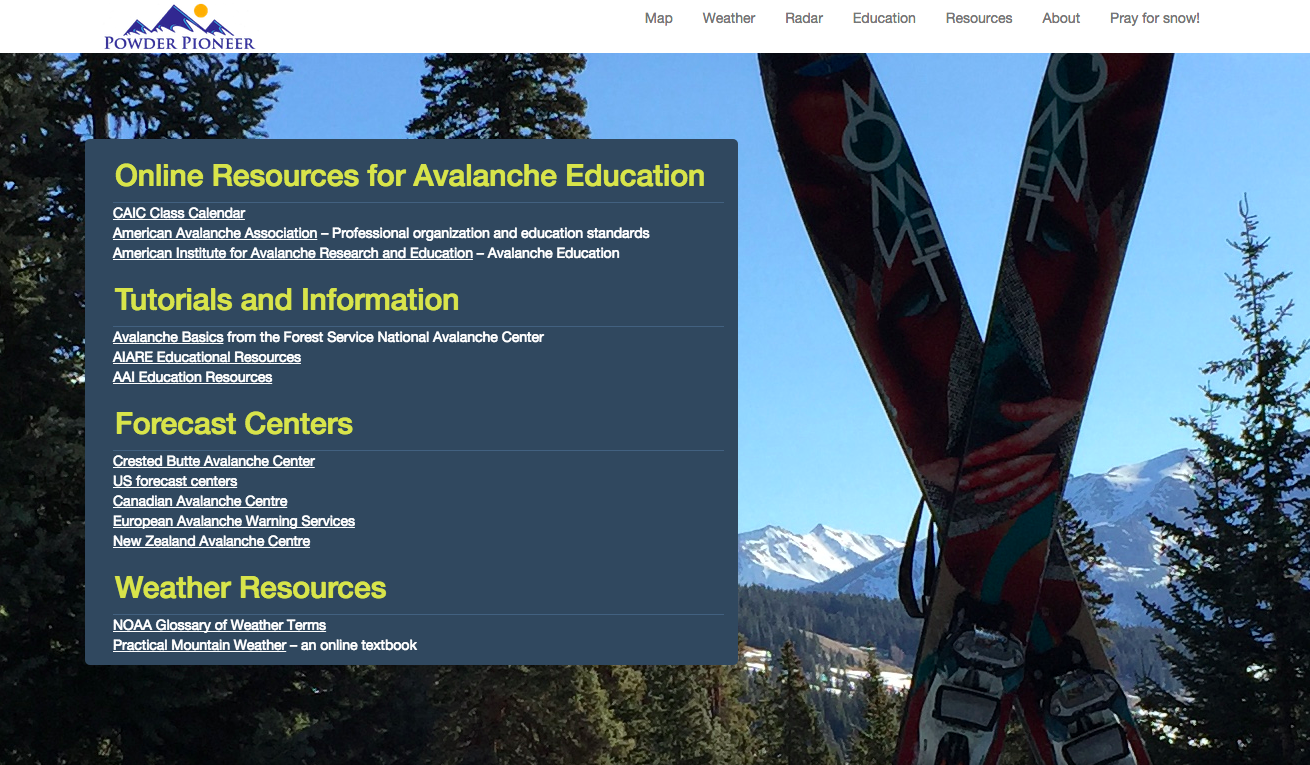 POWDER PIONEER
Map Weather Radar Education Resources About Pray for snow!
Online Resources for Avalanche Education
CAIC Class Calendar
American Avalanche Association – Professional organization and education standards
American Institute for Avalanche Research and Education – Avalanche Education
Tutorials and Information
Avalanche Basics from the Forest Service National Avalanche Center
AIARE Educational Resources
AAI Education Resources
Forecast Centers
Crested Butte Avalanche Center
US forecast centers
Canadian Avalanche Centre
European Avalanche Warning Services
New Zealand Avalanche Centre
Weather Resources
NOAA Glossary of Weather Terms
Practical Mountain Weather – an online textbook
MOMENT
OMENT